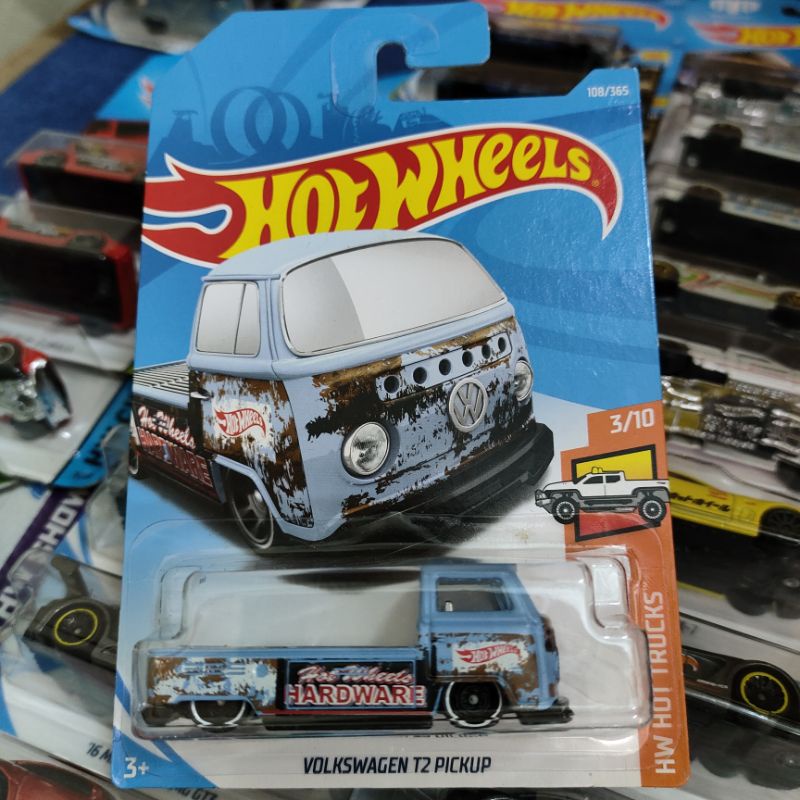 108/365
HOT WHEELS
HOT WHEELS
Hot Wheels
HARDWARE
3/10
HOT WHEELS
Hot Wheels
HARDWARE
HW HOT TRUCKS
3+
VOLKSWAGEN T2 PICKUP